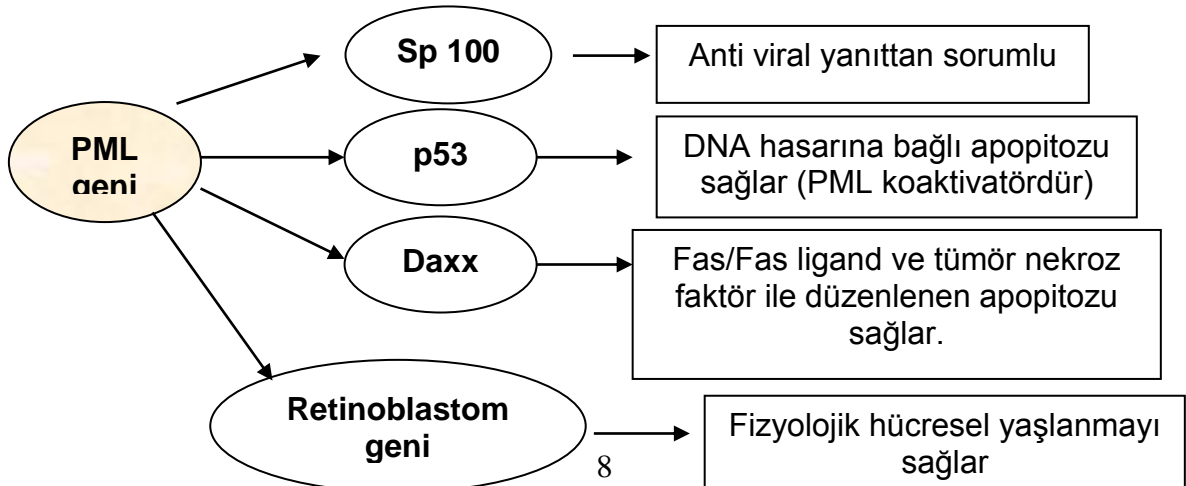 Sp 100
Anti viral yanıttan sorumlu
PML
geni
p53
DNA hasarına bağlı apopitozu
sağlar (PML koaktivatördür)
Daxx
Fas/Fas ligand ve tümör nekroz
faktör ile düzenlenen apopitozu
sağlar.
Retinoblastom
geni
Fizyolojik hücresel yaşlanmayı
sağlar
8